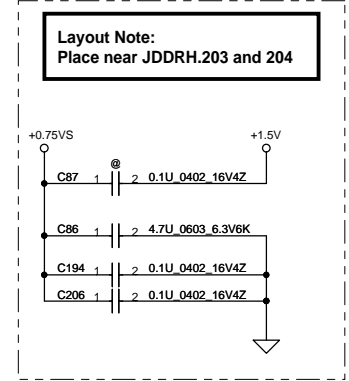 Layout Note:
Place near JDDRH.203 and 204
+0.75VS
+1.5V
@
C87 1 2 0.1U_0402_16V4Z
C86 1 2 4.7U_0603_6.3V6K
C194 1 2 0.1U_0402_16V4Z
C206 1 2 0.1U_0402_16V4Z